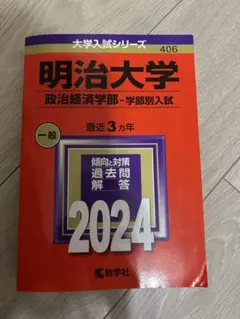 大学入試シリーズ
406
明治大学
政治経済学部-学部別入試
一般
最近3カ年
傾向と対策
過去問
解答
2024
教学社